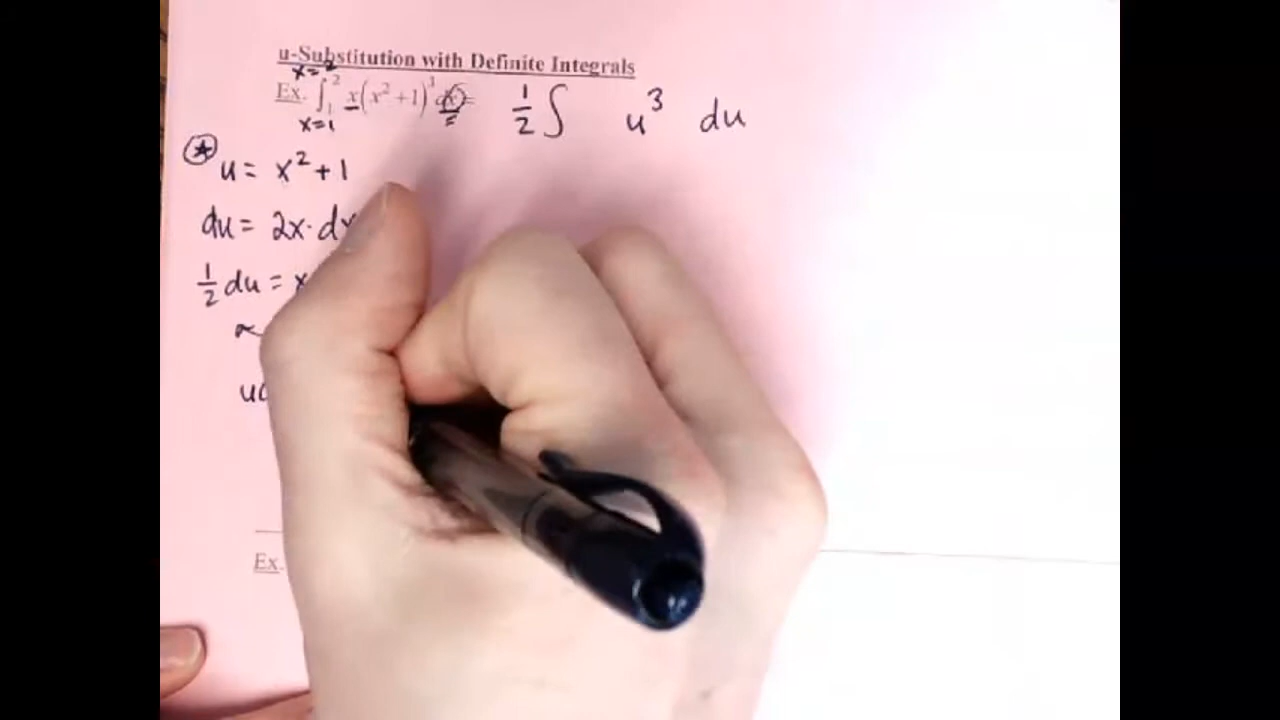 u-Substitution with Definite Integrals
x=2
Ex. ∫₁² x(x²+1)³ dx = 1/2 ∫ u³ du
x=1
u = x²+1
du = 2x·dx
1/2 du = x
Ex.